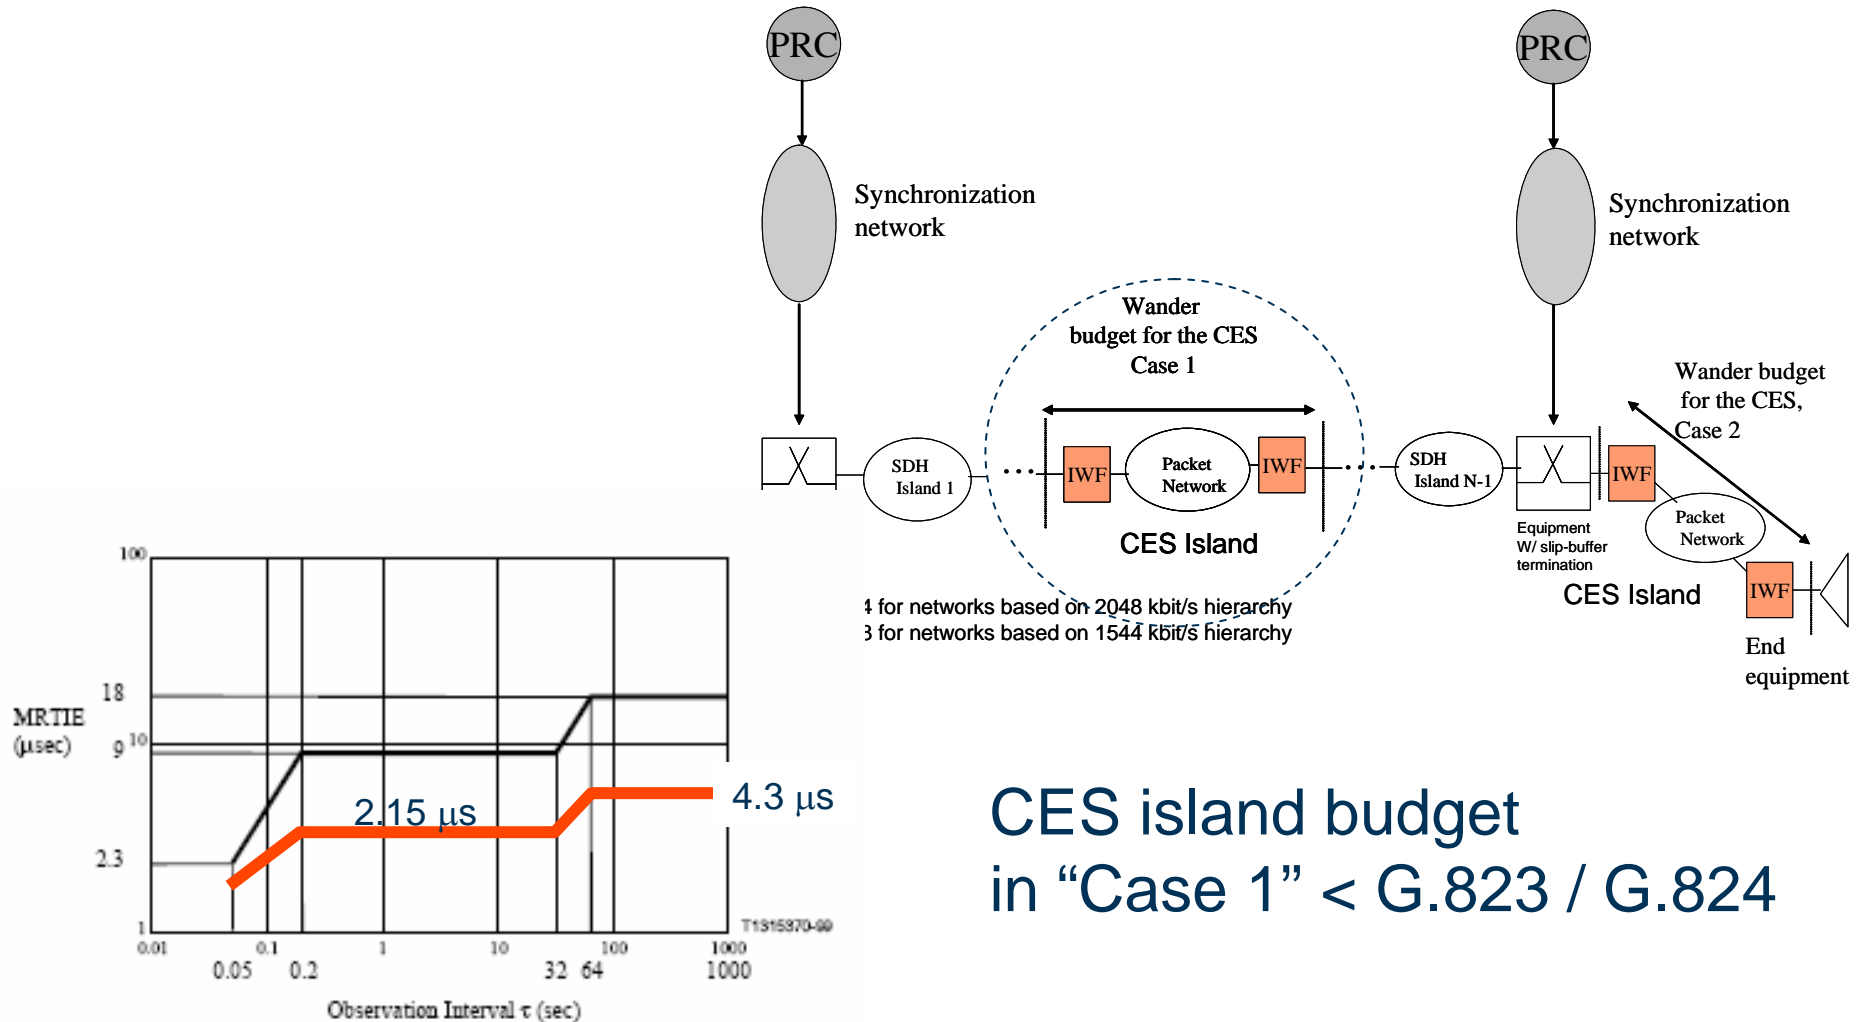 PRC
PRC
Synchronization
network
Synchronization
network
Wander
budget for the CES
Case 1
Wander budget
for the CES,
Case 2
SDH
Island 1
IWF
Packet
Network
IWF
SDH
Island N-1
IWF
Equipment
W/ slip-buffer
termination
Packet
Network
IWF
CES Island
CES Island
End
equipment
4 for networks based on 2048 kbit/s hierarchy
3 for networks based on 1544 kbit/s hierarchy
100
18
MRTIE
(μsec)
9
10
2.15 μs
4.3 μs
2.3
1
T1315370-99
0.01
0.1
1
10
100
1000
0.05
0.2
32
64
1000
Observation Interval τ (sec)
CES island budget
in “Case 1” < G.823 / G.824